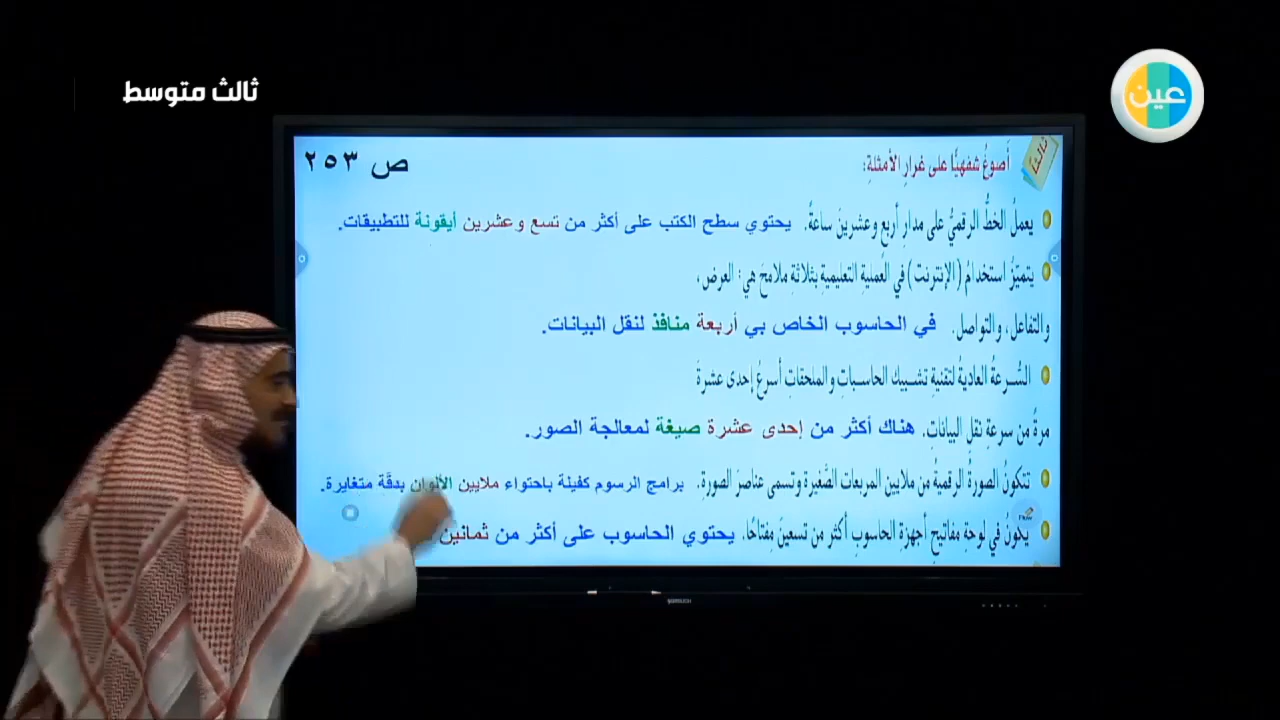 ثالث متوسط
عين
ثالثًا
أَصوغُ شفهيًّا على غرارِ الأمثلةِ:
ص ٢٥٣
يعملُ الخطُّ الرقميُّ على مدارِ أربع وعشرينَ ساعةً. يحتوي سطح الكتب على أكثر من تسع وعشرين أيقونة للتطبيقات.
يتميّزُ استخدامُ (الإنترنت) في العمليةِ التعليميةِ بثلاثةِ ملامحَ هي: العرض،
والتفاعل، والتواصل. في الحاسوب الخاص بي أربعة منافذ لنقل البيانات.
السُّرعةُ العاديةُ لتقنيةِ تشبيك الحاسباتِ والملحقاتِ أسرعُ إحدى عشرةَ
مرةً من سرعةِ نقلِ البياناتِ. هناك أكثر من إحدى عشرة صيغة لمعالجة الصور.
تتكونُ الصورةُ الرقميةُ من ملايين المربعات الصَّغيرة وتسمى عناصرَ الصورةِ. برامج الرسوم كفيلة باحتواء ملايين الألوان بدقَّة متغايرة.
يكونُ في لوحةِ مفاتيح أجهزةِ الحاسوبِ أكثرُ من تسعينَ مفتاحًا. يحتوي الحاسوب على أكثر من ثمانين